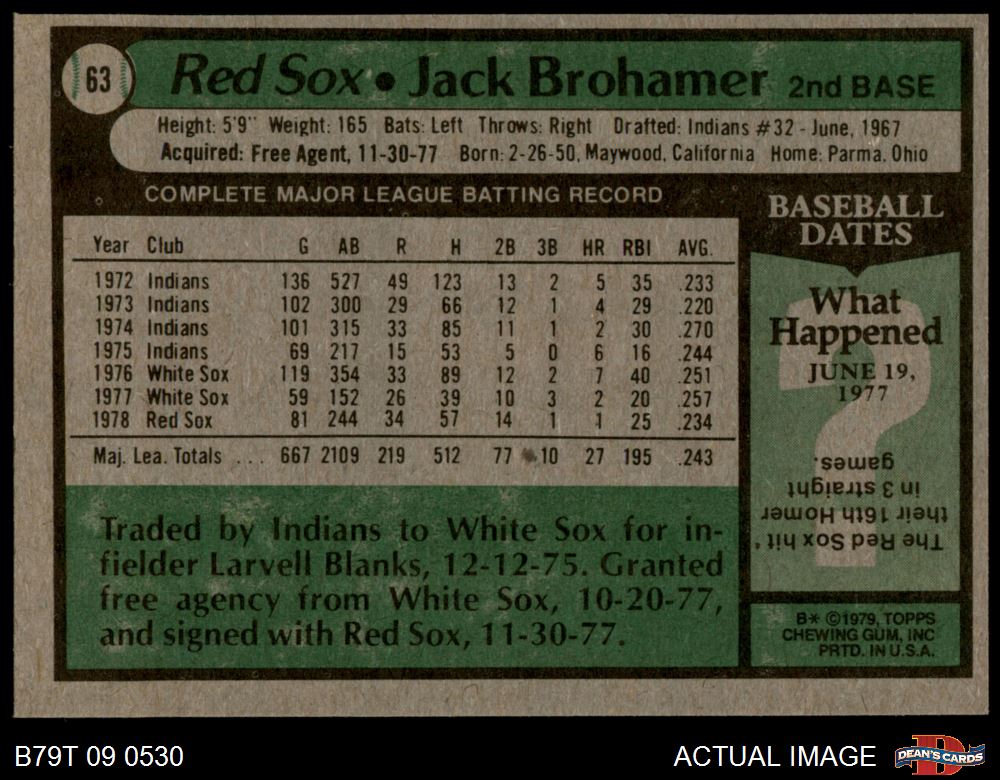 63
Red Sox • Jack Brohamer 2nd BASE
Height: 5'9" Weight: 165 Bats: Left Throws: Right Drafted: Indians #32 - June, 1967
Acquired: Free Agent, 11-30-77 Born: 2-26-50, Maywood, California Home: Parma, Ohio
COMPLETE MAJOR LEAGUE BATTING RECORD
Year Club G AB R H 2B 3B HR RBI AVG.
1972 Indians 136 527 49 123 13 2 5 35 .233
1973 Indians 102 300 29 66 12 1 4 29 .220
1974 Indians 101 315 33 85 11 1 2 30 .270
1975 Indians 69 217 15 53 5 0 6 16 .244
1976 White Sox 119 354 33 89 12 2 7 40 .251
1977 White Sox 59 152 26 39 10 3 2 20 .257
1978 Red Sox 81 244 34 57 14 1 1 25 .234
Maj. Lea. Totals ... 667 2109 219 512 77 10 27 195 .243
Traded by Indians to White Sox for in-
fielder Larvell Blanks, 12-12-75. Granted
free agency from White Sox, 10-20-77,
and signed with Red Sox, 11-30-77.
BASEBALL
DATES
What
Happened
JUNE 19,
1977
The Red Sox hit
their 16th Homer
in 3 straight
games.
B* ©1979, TOPPS
CHEWING GUM, INC
PRTD. IN U.S.A.
B79T 09 0530
ACTUAL IMAGE
DEAN'S CARDS